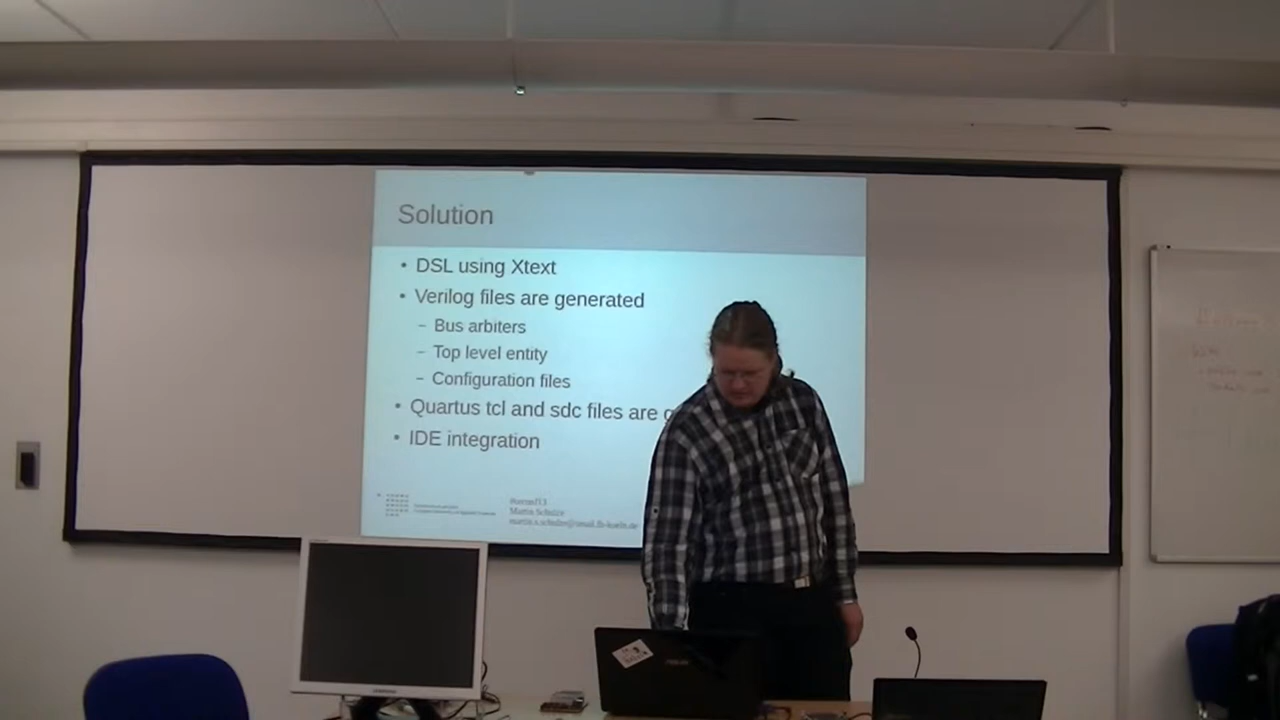 Solution
• DSL using Xtext
• Verilog files are generated
– Bus arbiters
– Top level entity
– Configuration files
• Quartus tcl and sdc files are
• IDE integration
Martin Schulze
SAMSUNG